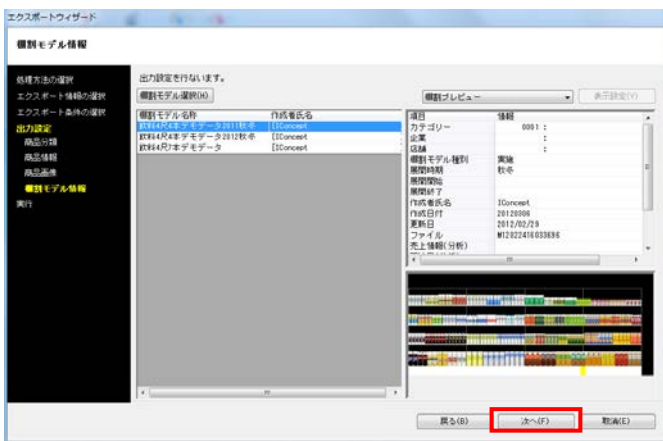 エクスポートウィザード
棚割モデル情報
処理方法の選択
エクスポート情報の選択
エクスポート条件の選択
出力設定
商品分類
商品情報
商品画像
棚割モデル情報
実行
出力設定を行ないます。
棚割モデル選択(H)
棚割モデル名称 作成者氏名
飲料4尺4本デモデータ2011秋冬 [IConcept
飲料4尺4本デモデータ2012秋冬 [IConcept
飲料4尺7本デモデータ [IConcept
棚割プレビュー
表示設定(V)
項目 情報
カテゴリー 0001 :
企業 :
店舗 :
棚割モデル種別 実施
展開時期 秋冬
展開開始
展開終了
作成者氏名 IConcept
作成日付 20120806
更新日 2012/02/29
ファイル M12022416033696
売上情報(分析)
戻る(B)
次へ(F)
取消(E)